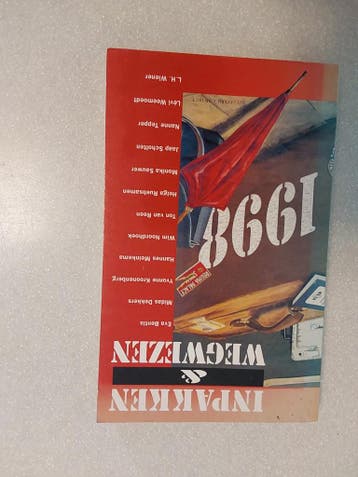 INPAKKEN
&
WEGWEZEN
Eva Bentis
Midas Dekkers
Yvonne Kroonenberg
Hannes Meinkema
Wim Noordhoek
Ton van Reen
Helga Ruebsamen
Monika Sauwer
Jaap Scholten
Nanne Tepper
Levi Weemoedt
L.H. Wiener
1998